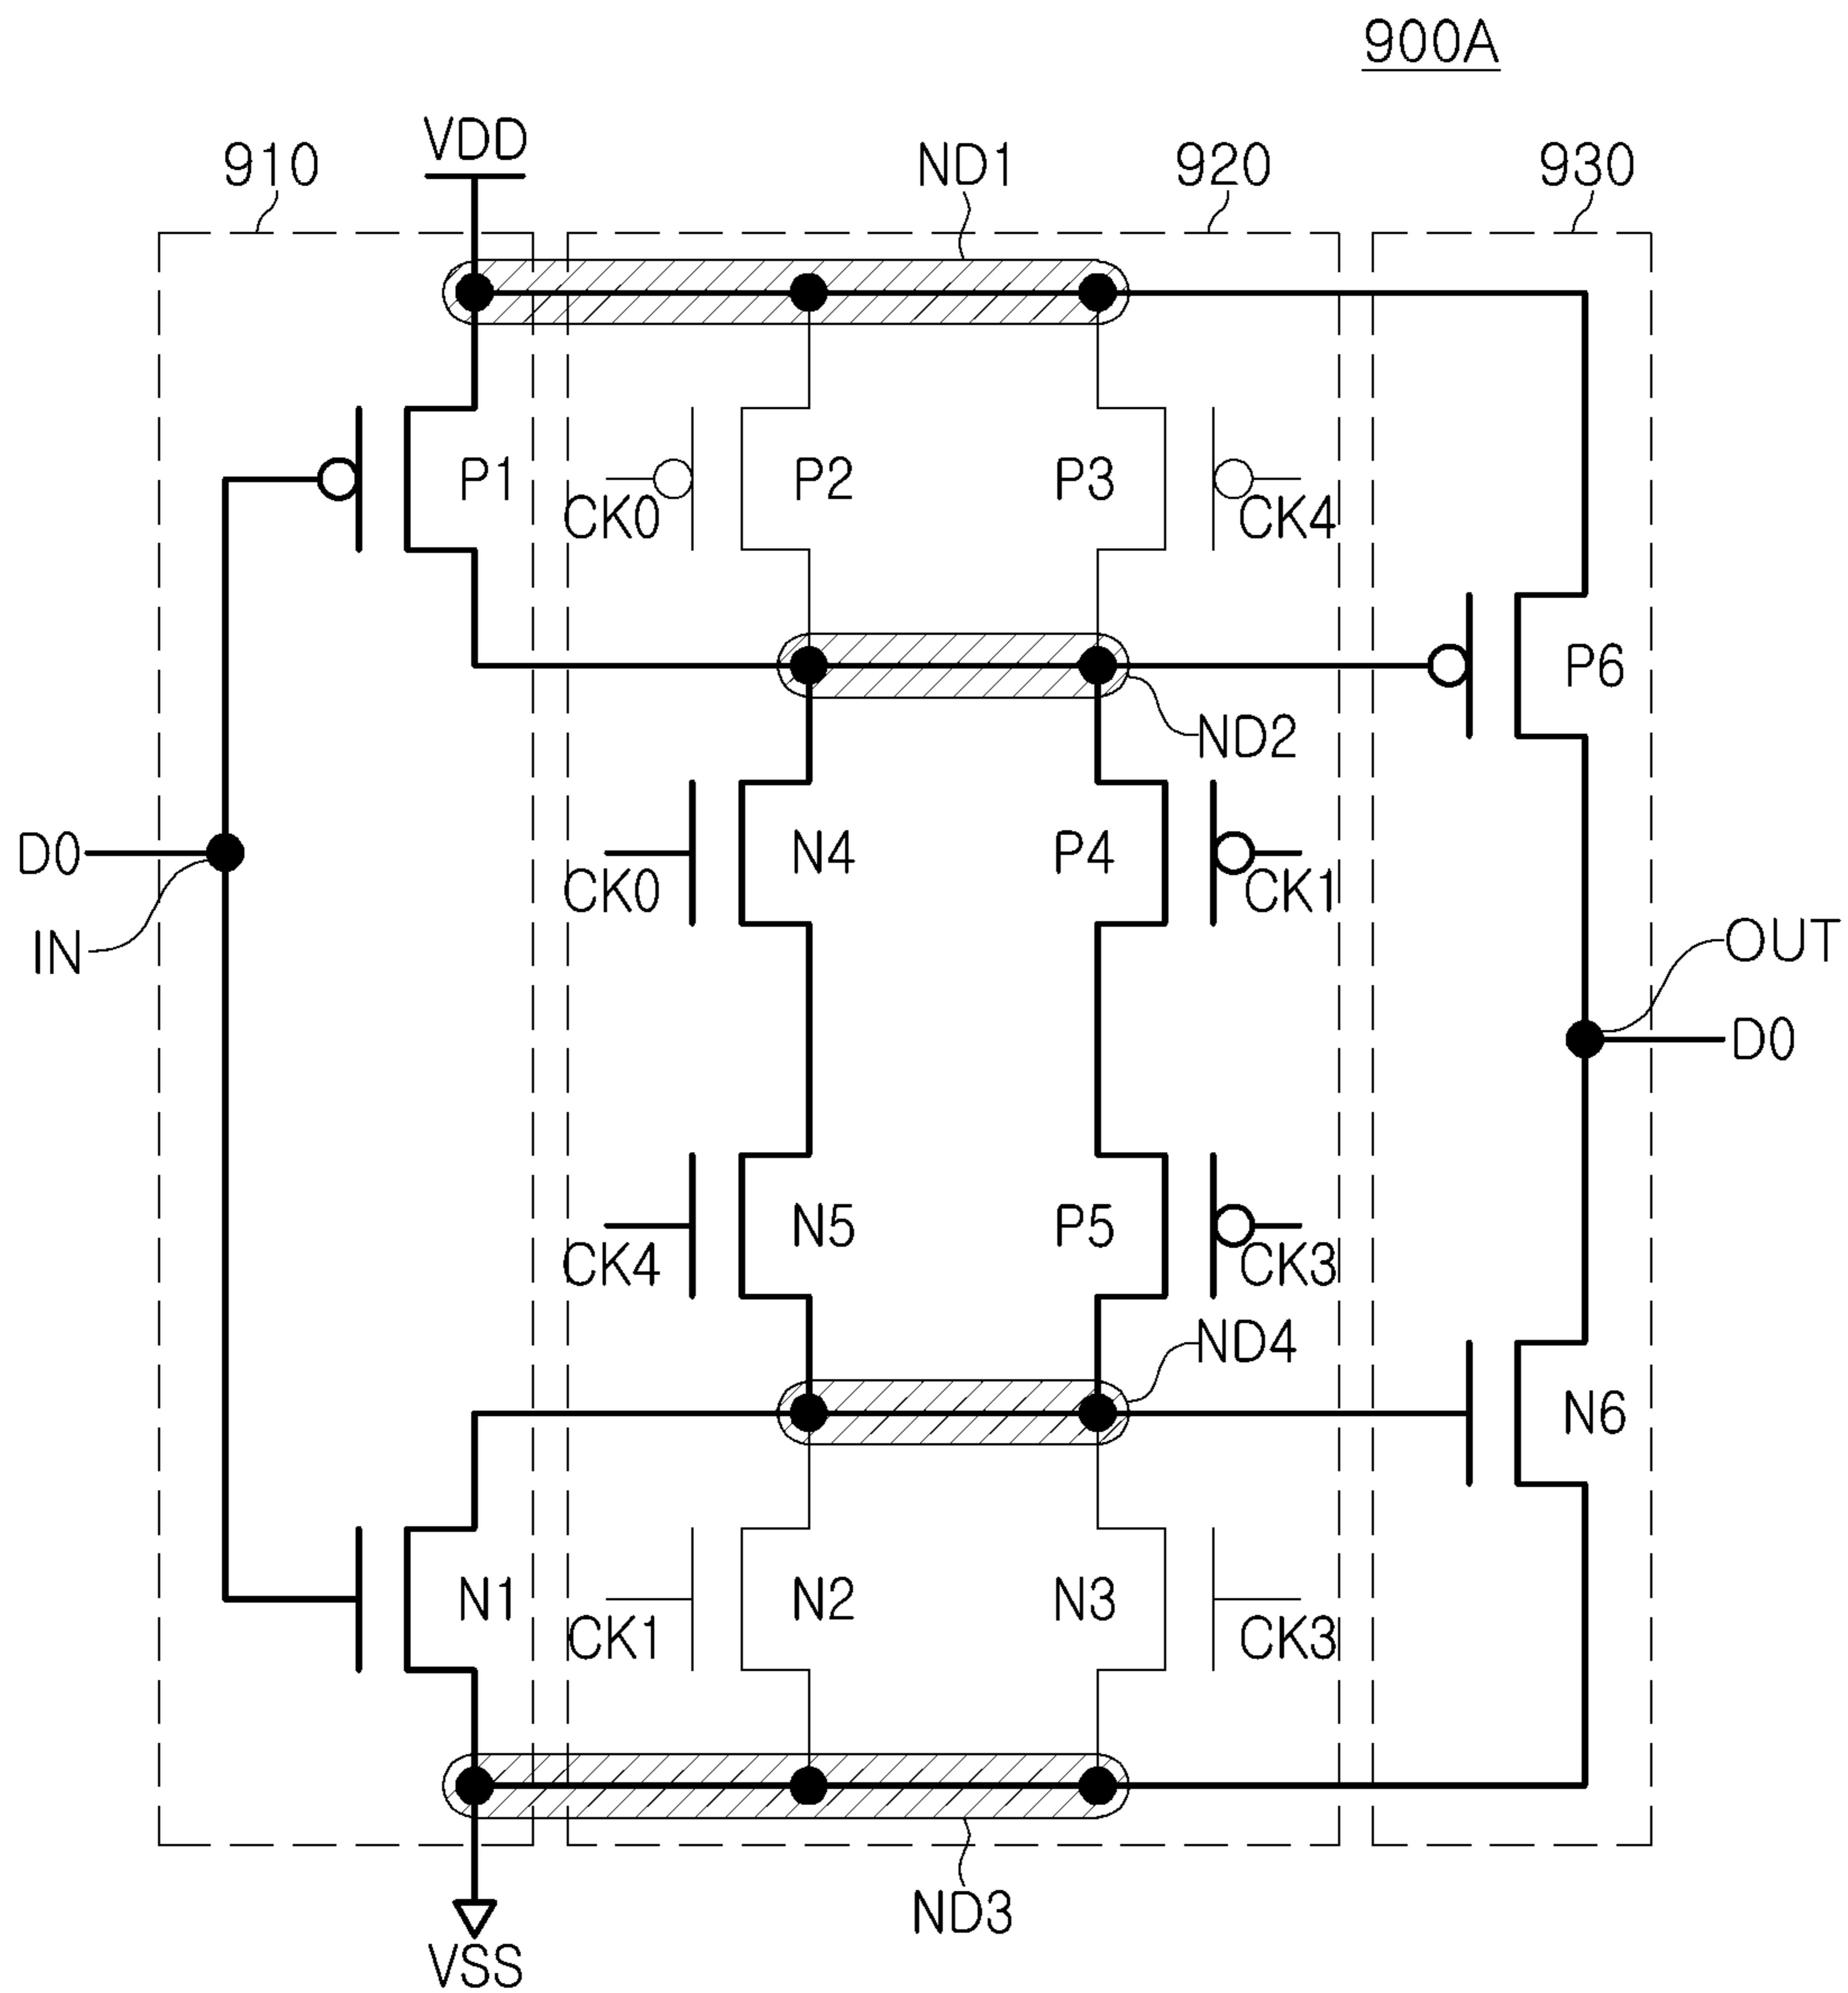 900A
VDD
910
ND1
920
930
P1
P2
P3
CK0
CK4
P6
ND2
D0
N4
P4
CK0
CK1
IN
OUT
D0
N5
P5
CK4
CK3
ND4
N6
N1
N2
N3
CK1
CK3
ND3
VSS